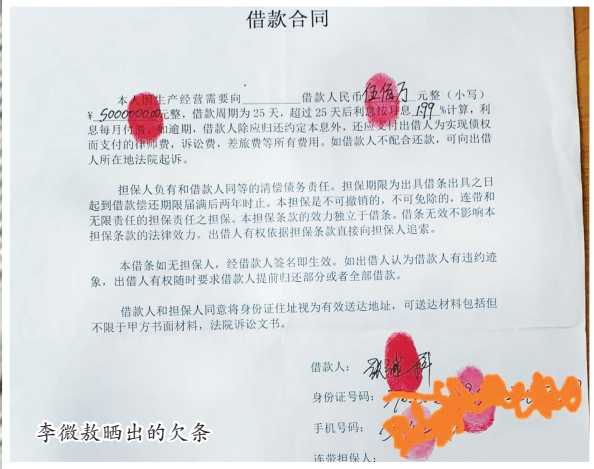 借款合同
本人因生产经营需要向 借款人民币伍佰万元整（小写）
¥5000000.00元整，借款周期为 25 天，超过 25 天后利息按月息1.99%计算，利
息每月付清。如逾期，借款人除应归还约定本息外，还应支付出借人为实现债权
而支付的律师费，诉讼费，差旅费等所有费用。如借款人不配合还款，可向出借
人所在地法院起诉。
担保人负有和借款人同等的清偿债务责任。担保期限为出具借条出具之日
起到借款偿还期限届满后两年时止。本担保是不可撤销的，不可免除的，连带和
无限责任的担保责任之担保。本担保条款的效力独立于借条。借条无效不影响本
担保条款的法律效力。出借人有权依据担保条款直接向担保人追索。
本借条如无担保人，经借款人签名即生效。如出借人认为借款人有违约迹
象，出借人有权随时要求借款人提前归还部分或者全部借款。
借款人和担保人同意将身份证住址视为有效送达地址，可送达材料包括但
不限于甲方书面材料，法院诉讼文书。
借款人：张继科
身份证号码：
手机号码：
连带担保人：
李微敖晒出的欠条